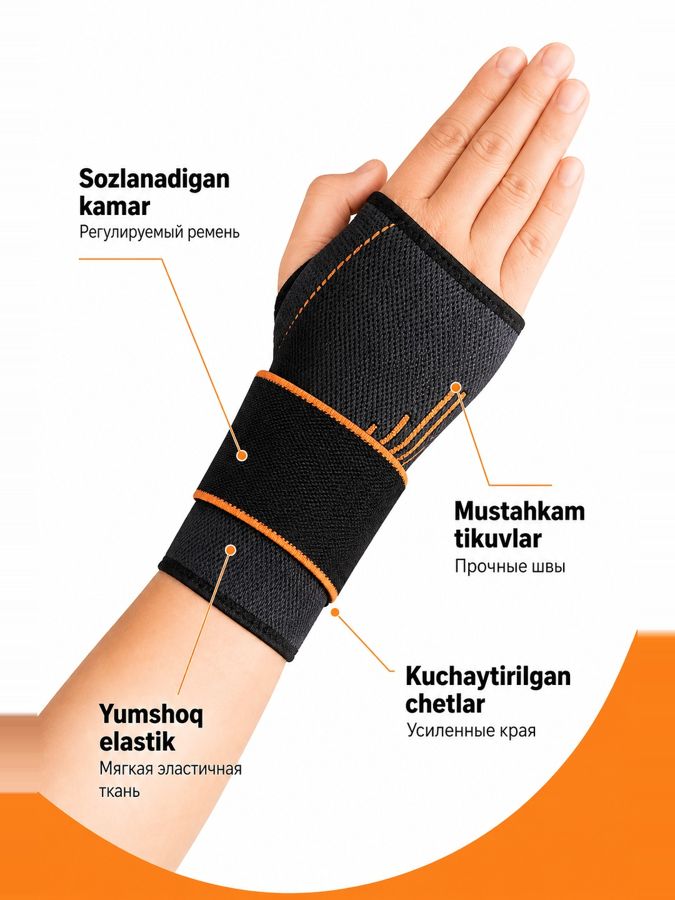 Sozlanadigan
kamar
Регулируемый ремень
Mustahkam
tikuvlar
Прочные швы
Kuchaytirilgan
chetlar
Усиленные края
Yumshoq
elastik
Мягкая эластичная
ткань